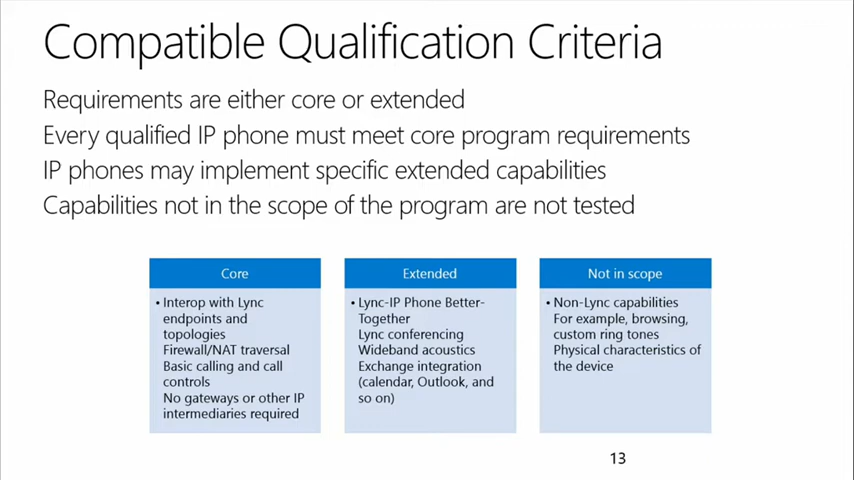 Compatible Qualification Criteria
Requirements are either core or extended
Every qualified IP phone must meet core program requirements
IP phones may implement specific extended capabilities
Capabilities not in the scope of the program are not tested
Core
• Interop with Lync
endpoints and
topologies
Firewall/NAT traversal
Basic calling and call
controls
No gateways or other IP
intermediaries required
Extended
• Lync-IP Phone Better-
Together
Lync conferencing
Wideband acoustics
Exchange integration
(calendar, Outlook, and
so on)
Not in scope
• Non-Lync capabilities
For example, browsing,
custom ring tones
Physical characteristics of
the device
13